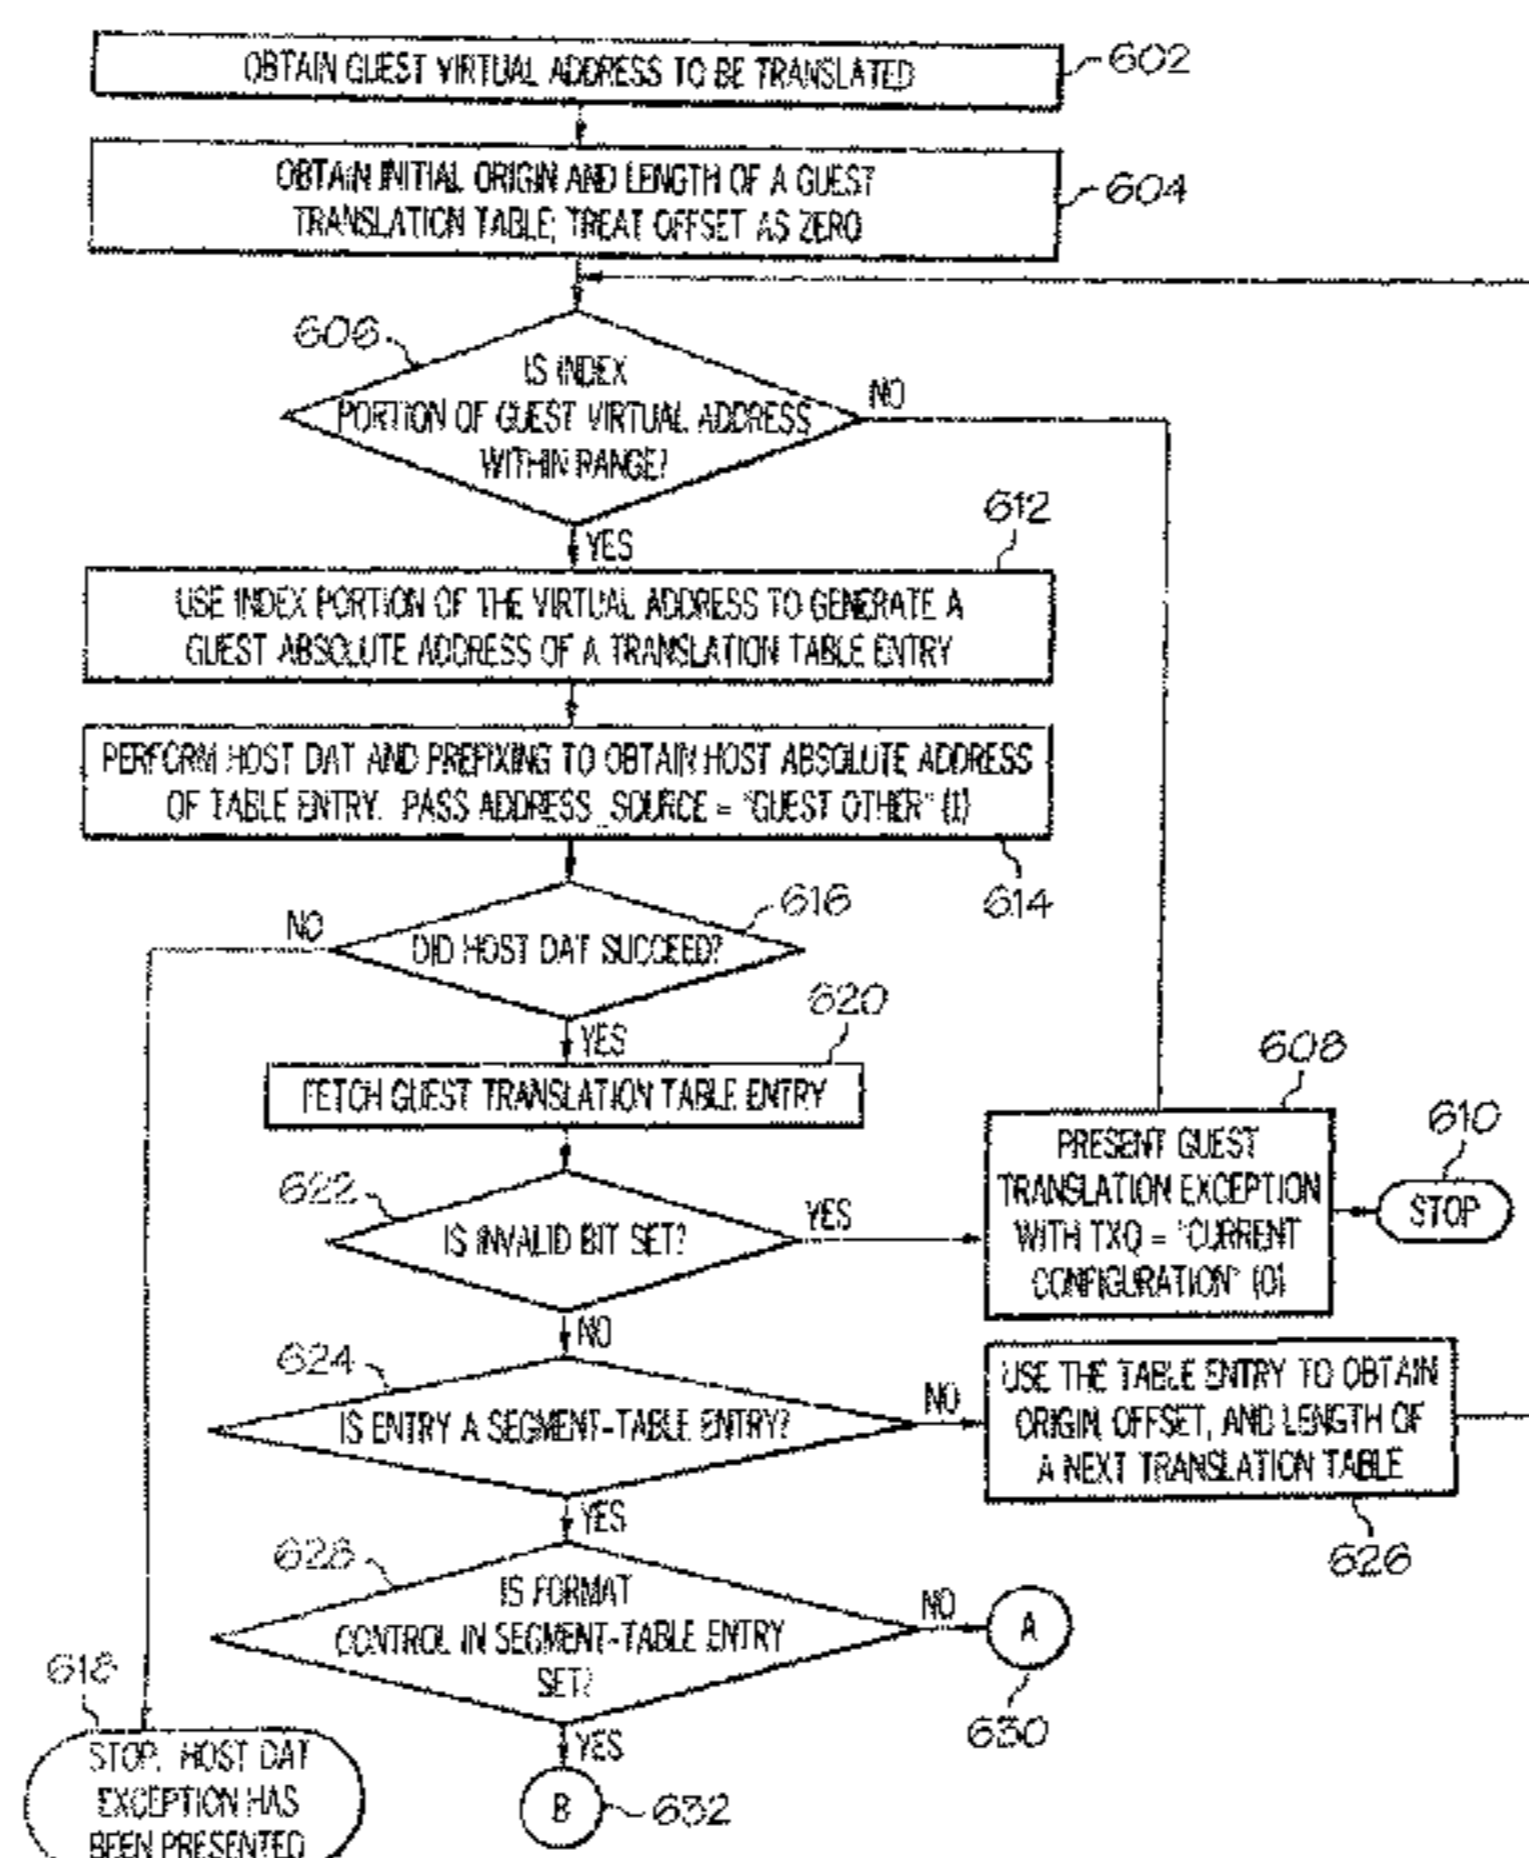 OBTAIN GUEST VIRTUAL ADDRESS TO BE TRANSLATED
602
OBTAIN INITIAL ORIGIN AND LENGTH OF A GUEST
TRANSLATION TABLE; TREAT OFFSET AS ZERO
604
606
IS INDEX
PORTION OF GUEST VIRTUAL ADDRESS
WITHIN RANGE?
NO
YES
612
USE INDEX PORTION OF THE VIRTUAL ADDRESS TO GENERATE A
GUEST ABSOLUTE ADDRESS OF A TRANSLATION TABLE ENTRY
PERFORM HOST DAT AND PREFIXING TO OBTAIN HOST ABSOLUTE ADDRESS
OF TABLE ENTRY. PASS ADDRESS_SOURCE = "GUEST OTHER" (1)
614
616
NO
DID HOST DAT SUCCEED?
YES
620
FETCH GUEST TRANSLATION TABLE ENTRY
608
PRESENT GUEST
TRANSLATION EXCEPTION
WITH TXQ = "CURRENT
CONFIGURATION" (0)
610
STOP
622
IS INVALID BIT SET?
YES
NO
624
IS ENTRY A SEGMENT-TABLE ENTRY?
NO
USE THE TABLE ENTRY TO OBTAIN
ORIGIN, OFFSET, AND LENGTH OF
A NEXT TRANSLATION TABLE
626
YES
628
IS FORMAT
CONTROL IN SEGMENT-TABLE ENTRY
SET?
NO
A
630
YES
B
632
618
STOP. HOST DAT
EXCEPTION HAS
BEEN PRESENTED